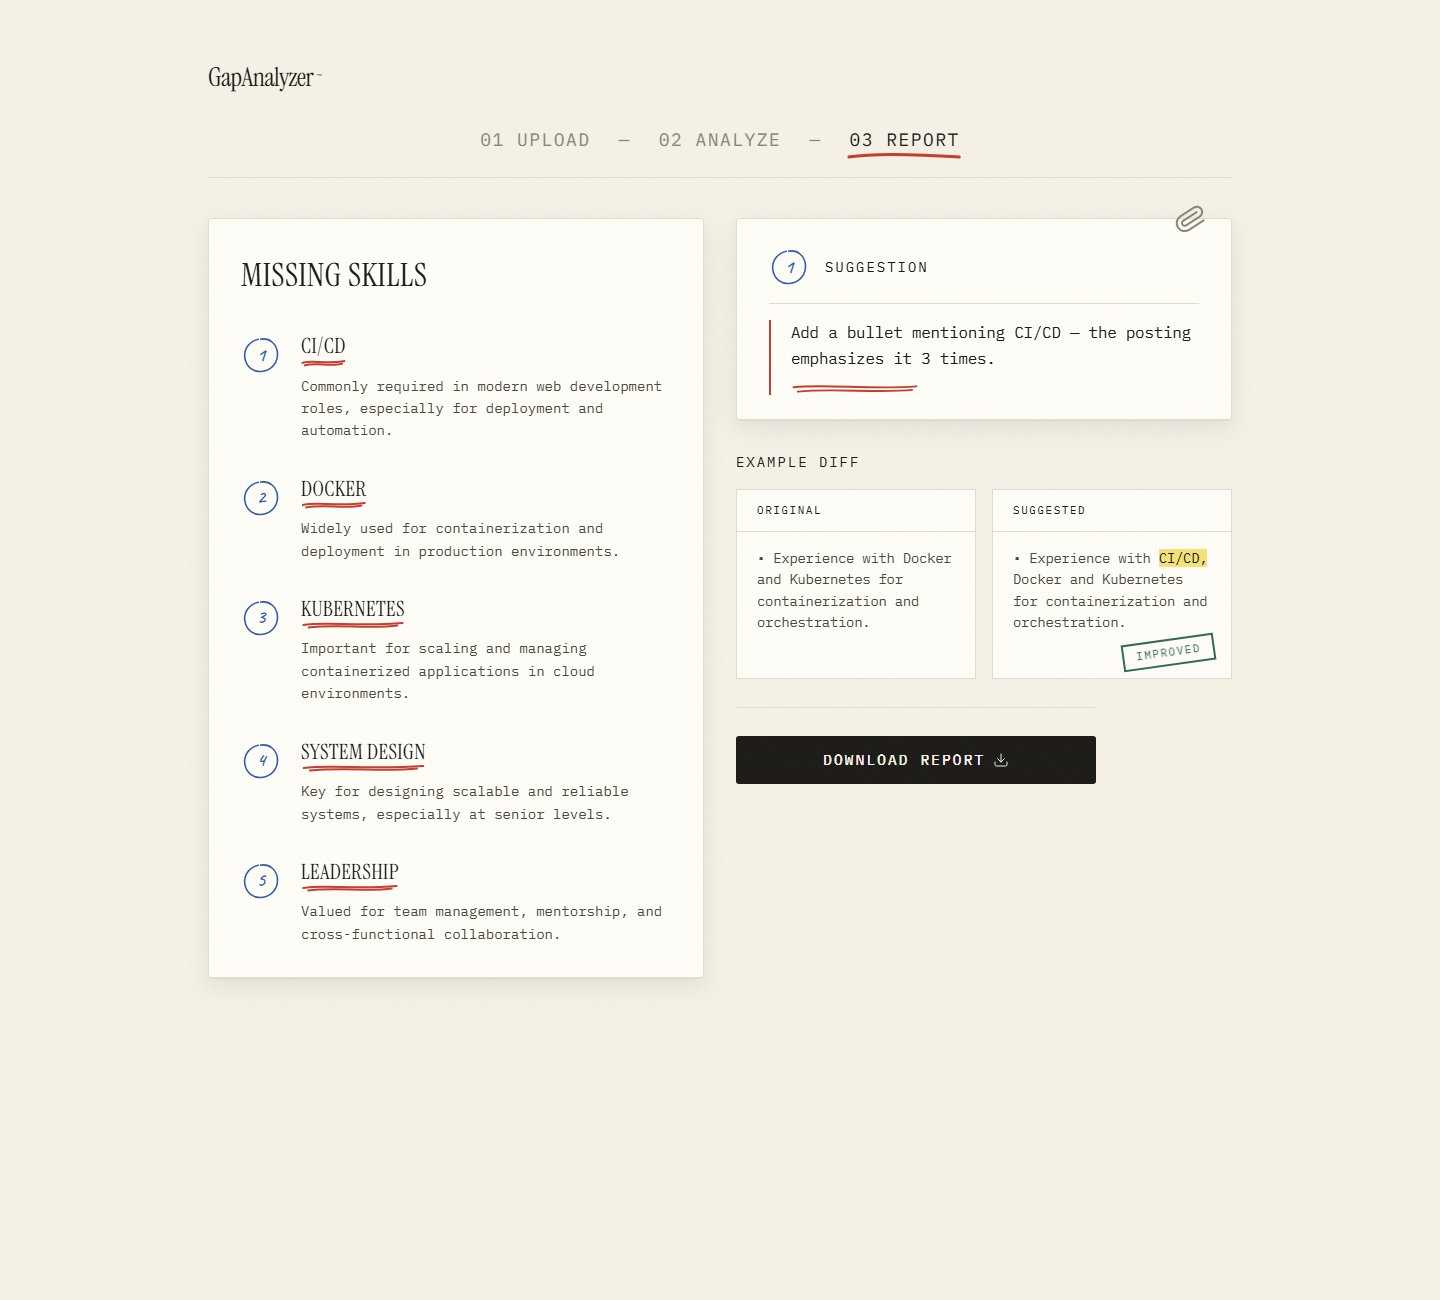 GapAnalyzer™
01 UPLOAD — 02 ANALYZE — 03 REPORT
MISSING SKILLS
1 CI/CD
Commonly required in modern web development
roles, especially for deployment and
automation.
2 DOCKER
Widely used for containerization and
deployment in production environments.
3 KUBERNETES
Important for scaling and managing
containerized applications in cloud
environments.
4 SYSTEM DESIGN
Key for designing scalable and reliable
systems, especially at senior levels.
5 LEADERSHIP
Valued for team management, mentorship, and
cross-functional collaboration.
1 SUGGESTION
Add a bullet mentioning CI/CD — the posting
emphasizes it 3 times.
EXAMPLE DIFF
ORIGINAL
• Experience with Docker
and Kubernetes for
containerization and
orchestration.
SUGGESTED
• Experience with CI/CD,
Docker and Kubernetes
for containerization and
orchestration.
IMPROVED
DOWNLOAD REPORT